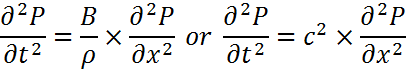 ∂²P/∂t² = B/ρ × ∂²P/∂x² or ∂²P/∂t² = c² × ∂²P/∂x²